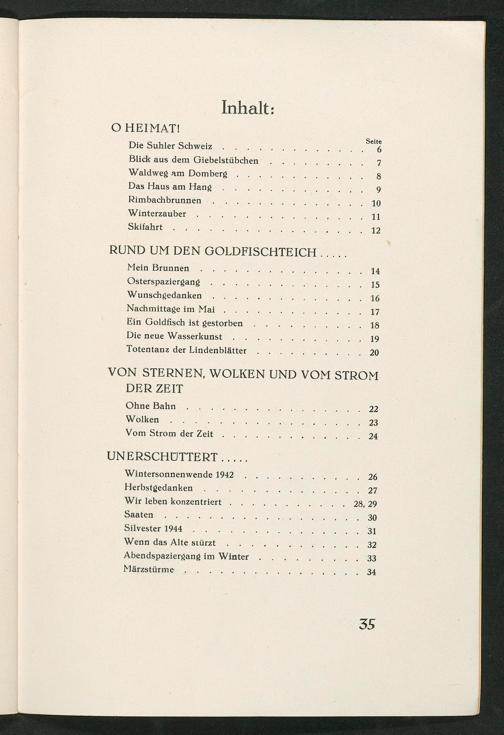 Inhalt:
O HEIMAT!
Seite
Die Suhler Schweiz . . . . . . . . . . . . . 6
Blick aus dem Giebelstübchen . . . . . . . . . 7
Waldweg am Domberg . . . . . . . . . . . . 8
Das Haus am Hang . . . . . . . . . . . . . 9
Rimbachbrunnen . . . . . . . . . . . . . . 10
Winterzauber . . . . . . . . . . . . . . . 11
Skifahrt . . . . . . . . . . . . . . . . . 12
RUND UM DEN GOLDFISCHTEICH . . . . .
Mein Brunnen . . . . . . . . . . . . . . . 14
Osterspaziergang . . . . . . . . . . . . . . 15
Wunschgedanken . . . . . . . . . . . . . . 16
Nachmittage im Mai . . . . . . . . . . . . . 17
Ein Goldfisch ist gestorben . . . . . . . . . . 18
Die neue Wasserkunst . . . . . . . . . . . . 19
Totentanz der Lindenblätter . . . . . . . . . . 20
VON STERNEN, WOLKEN UND VOM STROM
DER ZEIT
Ohne Bahn . . . . . . . . . . . . . . . . 22
Wolken . . . . . . . . . . . . . . . . . . 23
Vom Strom der Zeit . . . . . . . . . . . . . 24
UNERSCHÜTTERT . . . . .
Wintersonnenwende 1942 . . . . . . . . . . . 26
Herbstgedanken . . . . . . . . . . . . . . . 27
Wir leben konzentriert . . . . . . . . . . . 28, 29
Saaten . . . . . . . . . . . . . . . . . . 30
Silvester 1944 . . . . . . . . . . . . . . . 31
Wenn das Alte stürzt . . . . . . . . . . . . . 32
Abendspaziergang im Winter . . . . . . . . . . 33
Märzstürme . . . . . . . . . . . . . . . . 34
35